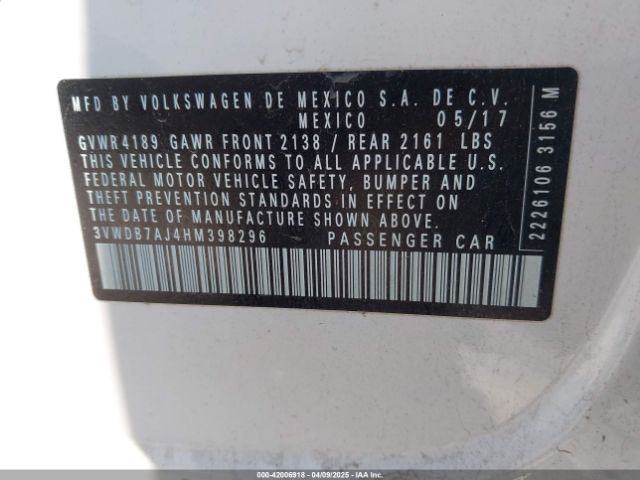 MFD BY VOLKSWAGEN DE MEXICO S.A. DE C.V.
MEXICO 05/17
GVWR 4189 GAWR FRONT 2138 / REAR 2161 LBS
THIS VEHICLE CONFORMS TO ALL APPLICABLE U.S.
FEDERAL MOTOR VEHICLE SAFETY, BUMPER AND
THEFT PREVENTION STANDARDS IN EFFECT ON
THE DATE OF MANUFACTURE SHOWN ABOVE.
3VWDB7AJ4HM398296 PASSENGER CAR
2226106 3156 M
000-42006918 - 04/09/2025 - IAA Inc.